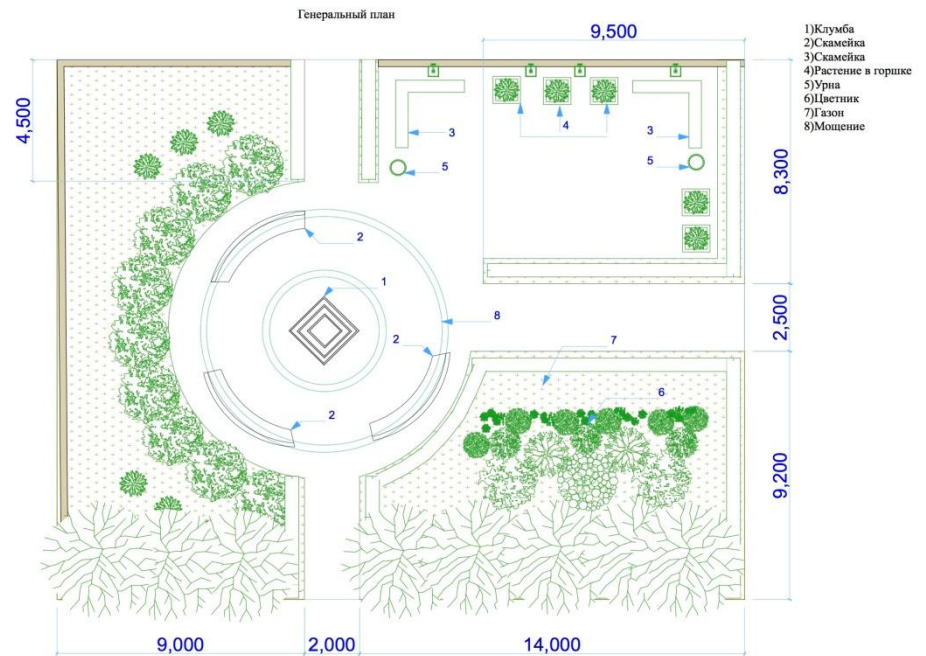 Генеральный план
1)Клумба
2)Скамейка
3)Скамейка
4)Растение в горшке
5)Урна
6)Цветник
7)Газон
8)Мощение
9,500
4,500
3
4
3
5
5
8,300
2
1
8
2,500
2
7
6
2
9,200
9,000
2,000
14,000